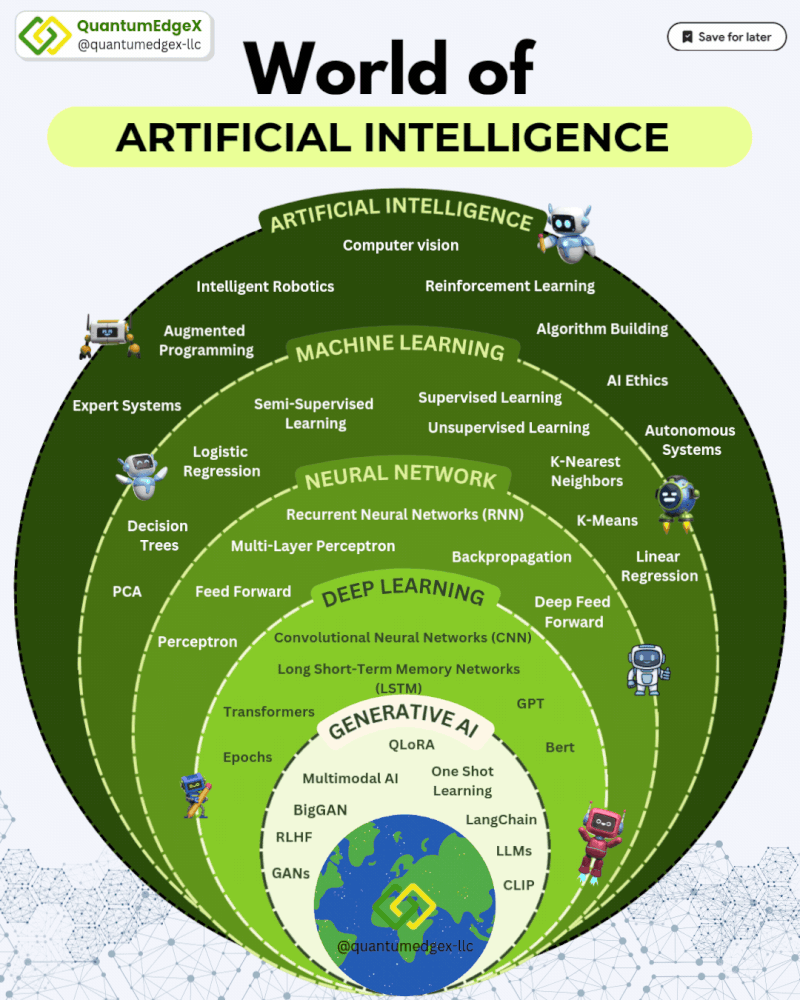 QuantumEdgeX
@quantumedgex-llc
Save for later
World of
ARTIFICIAL INTELLIGENCE
ARTIFICIAL INTELLIGENCE
Computer vision
Intelligent Robotics
Reinforcement Learning
Augmented
Programming
Algorithm Building
AI Ethics
Expert Systems
Autonomous
Systems
MACHINE LEARNING
Semi-Supervised
Learning
Supervised Learning
Unsupervised Learning
Logistic
Regression
K-Nearest
Neighbors
Decision
Trees
K-Means
PCA
Linear
Regression
NEURAL NETWORK
Recurrent Neural Networks (RNN)
Multi-Layer Perceptron
Backpropagation
Feed Forward
Deep Feed
Forward
Perceptron
DEEP LEARNING
Convolutional Neural Networks (CNN)
Long Short-Term Memory Networks
(LSTM)
Transformers
GPT
Epochs
Bert
GENERATIVE AI
QLoRA
Multimodal AI
One Shot
Learning
BigGAN
LangChain
RLHF
LLMs
GANs
CLIP
@quantumedgex-llc